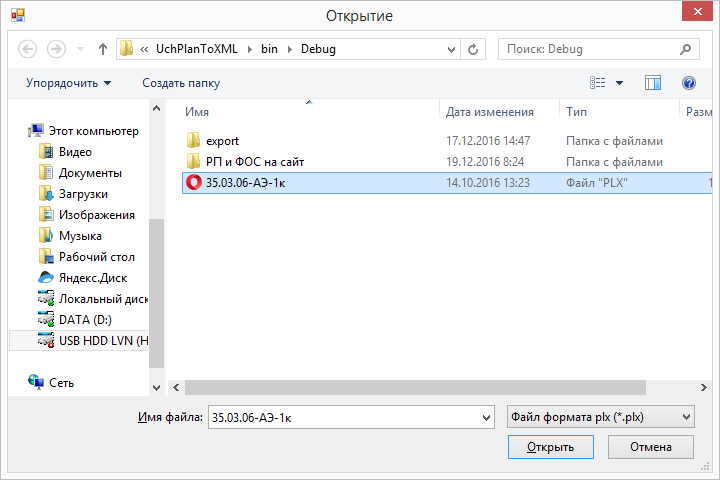 Открытие
« UchPlanToXML bin Debug
Поиск: Debug
Упорядочить Создать папку
Имя Дата изменения Тип Разм
Этот компьютер
Видео
Документы
Загрузки
Изображения
Музыка
Рабочий стол
Яндекс.Диск
Локальный диск
DATA (D:)
USB HDD LVN (H
Сеть
export 17.12.2016 14:47 Папка с файлами
РП и ФОС на сайт 19.12.2016 8:24 Папка с файлами
35.03.06-АЭ-1к 14.10.2016 13:23 Файл "PLX" 1
Имя файла: 35.03.06-АЭ-1к Файл формата plx (*.plx)
Открыть Отмена